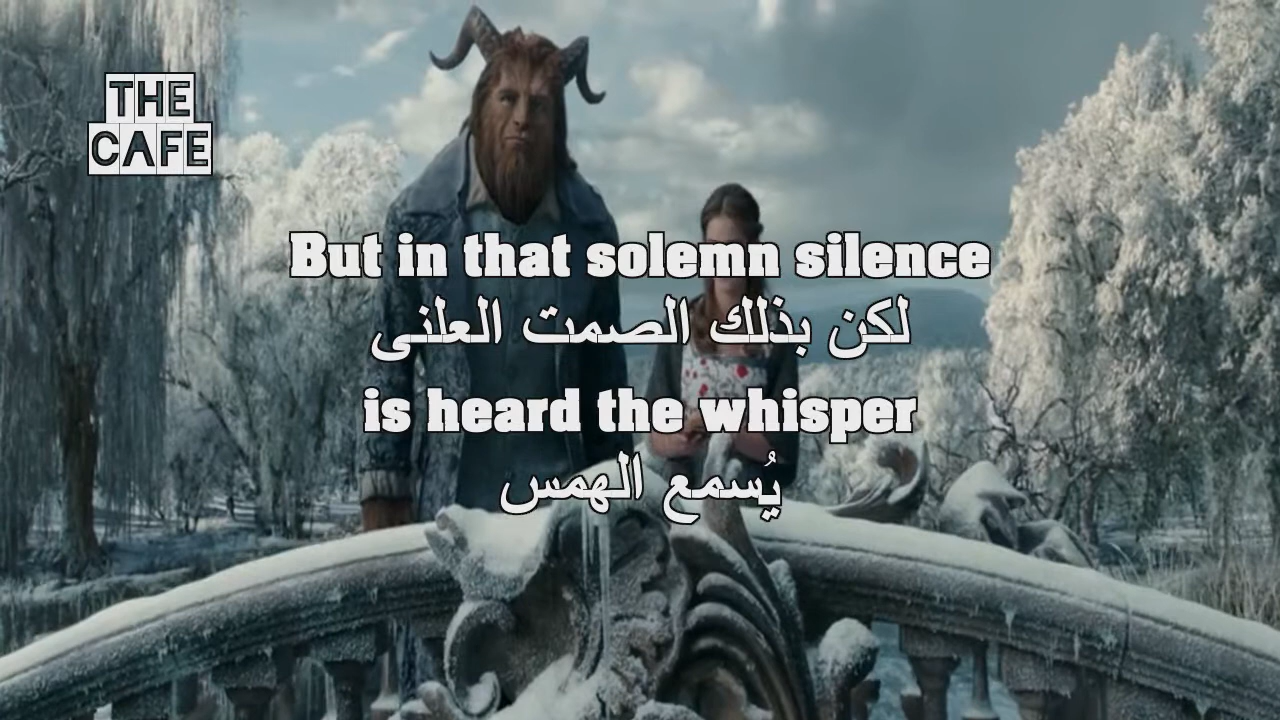 THE
CAFE
But in that solemn silence
لكن بذلك الصمت العلنى
is heard the whisper
يُسمع الهمس